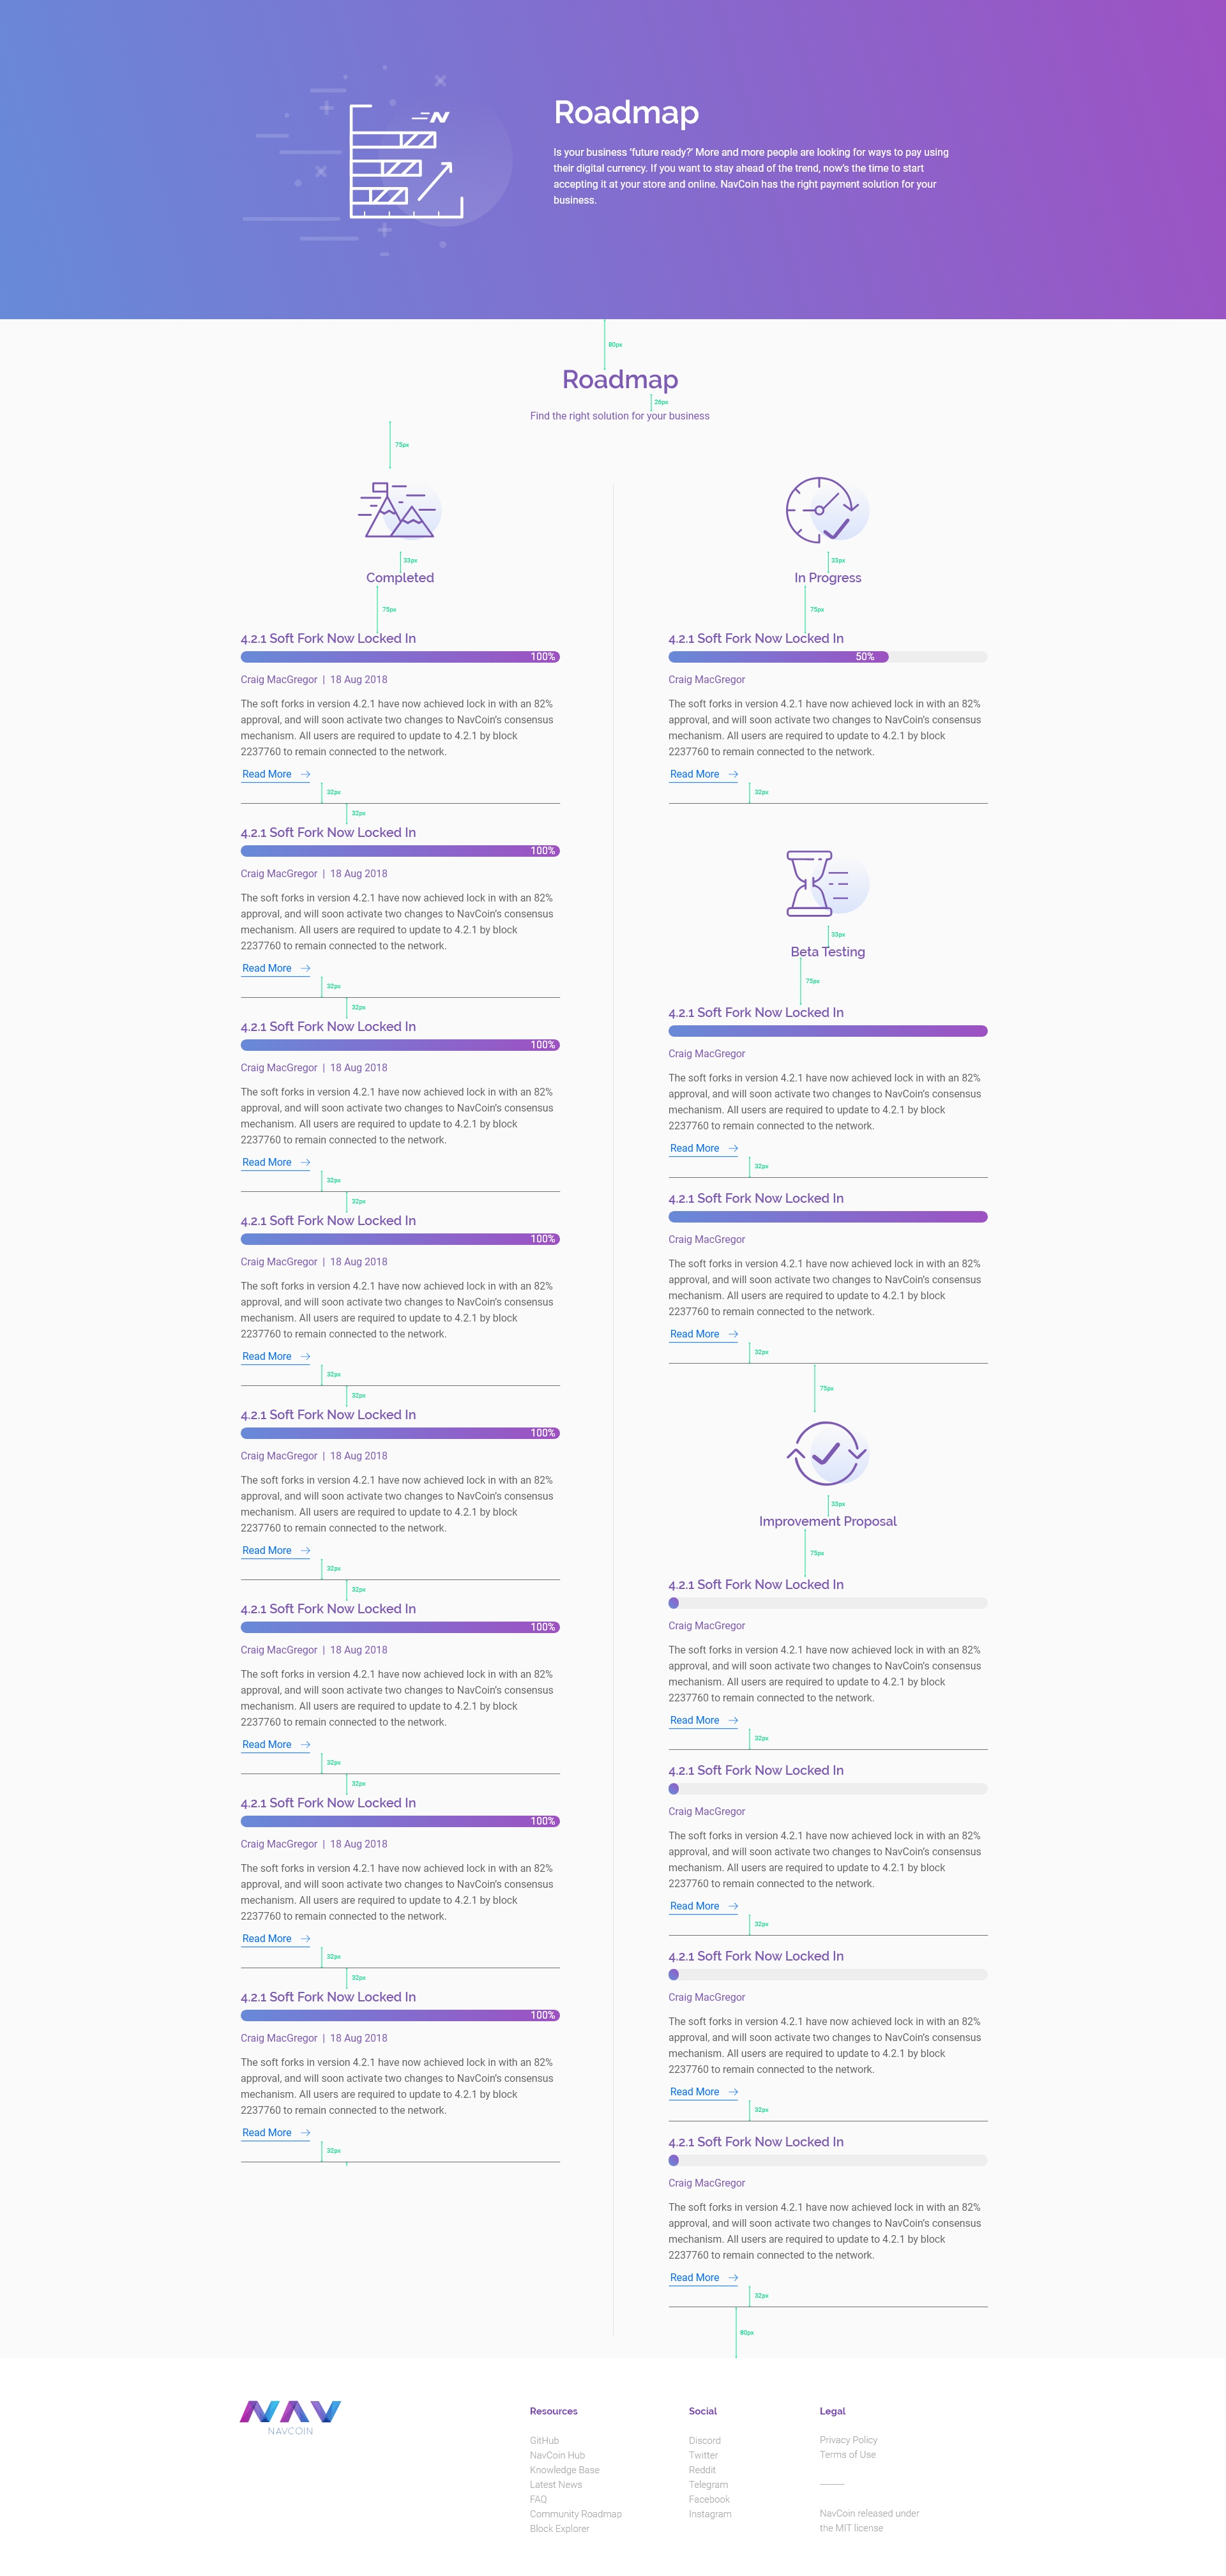 Roadmap
Is your business ‘future ready?’ More and more people are looking for ways to pay using
their digital currency. If you want to stay ahead of the trend, now’s the time to start
accepting it at your store and online. NavCoin has the right payment solution for your
business.
80px
Roadmap
26px
Find the right solution for your business
75px
33px
Completed
75px
4.2.1 Soft Fork Now Locked In
100%
Craig MacGregor | 18 Aug 2018
The soft forks in version 4.2.1 have now achieved lock in with an 82%
approval, and will soon activate two changes to NavCoin’s consensus
mechanism. All users are required to update to 4.2.1 by block
2237760 to remain connected to the network.
Read More
32px
32px
4.2.1 Soft Fork Now Locked In
100%
Craig MacGregor | 18 Aug 2018
The soft forks in version 4.2.1 have now achieved lock in with an 82%
approval, and will soon activate two changes to NavCoin’s consensus
mechanism. All users are required to update to 4.2.1 by block
2237760 to remain connected to the network.
Read More
32px
32px
4.2.1 Soft Fork Now Locked In
100%
Craig MacGregor | 18 Aug 2018
The soft forks in version 4.2.1 have now achieved lock in with an 82%
approval, and will soon activate two changes to NavCoin’s consensus
mechanism. All users are required to update to 4.2.1 by block
2237760 to remain connected to the network.
Read More
32px
32px
4.2.1 Soft Fork Now Locked In
100%
Craig MacGregor | 18 Aug 2018
The soft forks in version 4.2.1 have now achieved lock in with an 82%
approval, and will soon activate two changes to NavCoin’s consensus
mechanism. All users are required to update to 4.2.1 by block
2237760 to remain connected to the network.
Read More
32px
32px
4.2.1 Soft Fork Now Locked In
100%
Craig MacGregor | 18 Aug 2018
The soft forks in version 4.2.1 have now achieved lock in with an 82%
approval, and will soon activate two changes to NavCoin’s consensus
mechanism. All users are required to update to 4.2.1 by block
2237760 to remain connected to the network.
Read More
32px
32px
4.2.1 Soft Fork Now Locked In
100%
Craig MacGregor | 18 Aug 2018
The soft forks in version 4.2.1 have now achieved lock in with an 82%
approval, and will soon activate two changes to NavCoin’s consensus
mechanism. All users are required to update to 4.2.1 by block
2237760 to remain connected to the network.
Read More
32px
32px
4.2.1 Soft Fork Now Locked In
100%
Craig MacGregor | 18 Aug 2018
The soft forks in version 4.2.1 have now achieved lock in with an 82%
approval, and will soon activate two changes to NavCoin’s consensus
mechanism. All users are required to update to 4.2.1 by block
2237760 to remain connected to the network.
Read More
32px
32px
4.2.1 Soft Fork Now Locked In
100%
Craig MacGregor | 18 Aug 2018
The soft forks in version 4.2.1 have now achieved lock in with an 82%
approval, and will soon activate two changes to NavCoin’s consensus
mechanism. All users are required to update to 4.2.1 by block
2237760 to remain connected to the network.
Read More
32px
33px
In Progress
75px
4.2.1 Soft Fork Now Locked In
50%
Craig MacGregor
The soft forks in version 4.2.1 have now achieved lock in with an 82%
approval, and will soon activate two changes to NavCoin’s consensus
mechanism. All users are required to update to 4.2.1 by block
2237760 to remain connected to the network.
Read More
32px
33px
Beta Testing
75px
4.2.1 Soft Fork Now Locked In
Craig MacGregor
The soft forks in version 4.2.1 have now achieved lock in with an 82%
approval, and will soon activate two changes to NavCoin’s consensus
mechanism. All users are required to update to 4.2.1 by block
2237760 to remain connected to the network.
Read More
32px
4.2.1 Soft Fork Now Locked In
Craig MacGregor
The soft forks in version 4.2.1 have now achieved lock in with an 82%
approval, and will soon activate two changes to NavCoin’s consensus
mechanism. All users are required to update to 4.2.1 by block
2237760 to remain connected to the network.
Read More
32px
75px
33px
Improvement Proposal
75px
4.2.1 Soft Fork Now Locked In
Craig MacGregor
The soft forks in version 4.2.1 have now achieved lock in with an 82%
approval, and will soon activate two changes to NavCoin’s consensus
mechanism. All users are required to update to 4.2.1 by block
2237760 to remain connected to the network.
Read More
32px
4.2.1 Soft Fork Now Locked In
Craig MacGregor
The soft forks in version 4.2.1 have now achieved lock in with an 82%
approval, and will soon activate two changes to NavCoin’s consensus
mechanism. All users are required to update to 4.2.1 by block
2237760 to remain connected to the network.
Read More
32px
4.2.1 Soft Fork Now Locked In
Craig MacGregor
The soft forks in version 4.2.1 have now achieved lock in with an 82%
approval, and will soon activate two changes to NavCoin’s consensus
mechanism. All users are required to update to 4.2.1 by block
2237760 to remain connected to the network.
Read More
32px
4.2.1 Soft Fork Now Locked In
Craig MacGregor
The soft forks in version 4.2.1 have now achieved lock in with an 82%
approval, and will soon activate two changes to NavCoin’s consensus
mechanism. All users are required to update to 4.2.1 by block
2237760 to remain connected to the network.
Read More
32px
80px
NAV
NAVCOIN
Resources
GitHub
NavCoin Hub
Knowledge Base
Latest News
FAQ
Community Roadmap
Block Explorer
Social
Discord
Twitter
Reddit
Telegram
Facebook
Instagram
Legal
Privacy Policy
Terms of Use
NavCoin released under
the MIT license